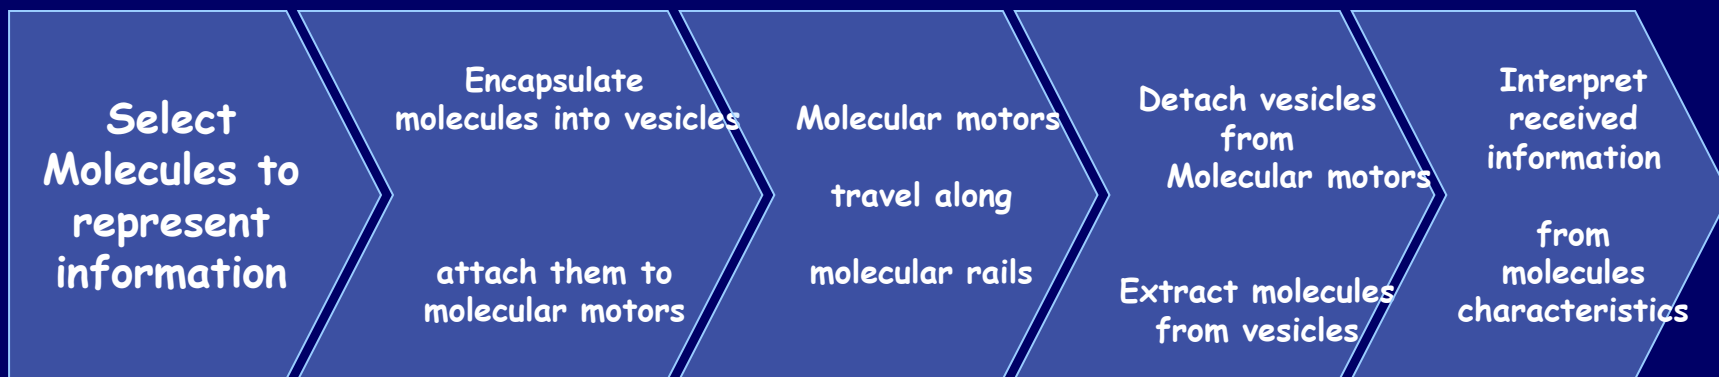 Select
Molecules to
represent
information
Encapsulate
molecules into vesicles
attach them to
molecular motors
Molecular motors
travel along
molecular rails
Detach vesicles
from
Molecular motors
Extract molecules
from vesicles
Interpret
received
information
from
molecules
characteristics